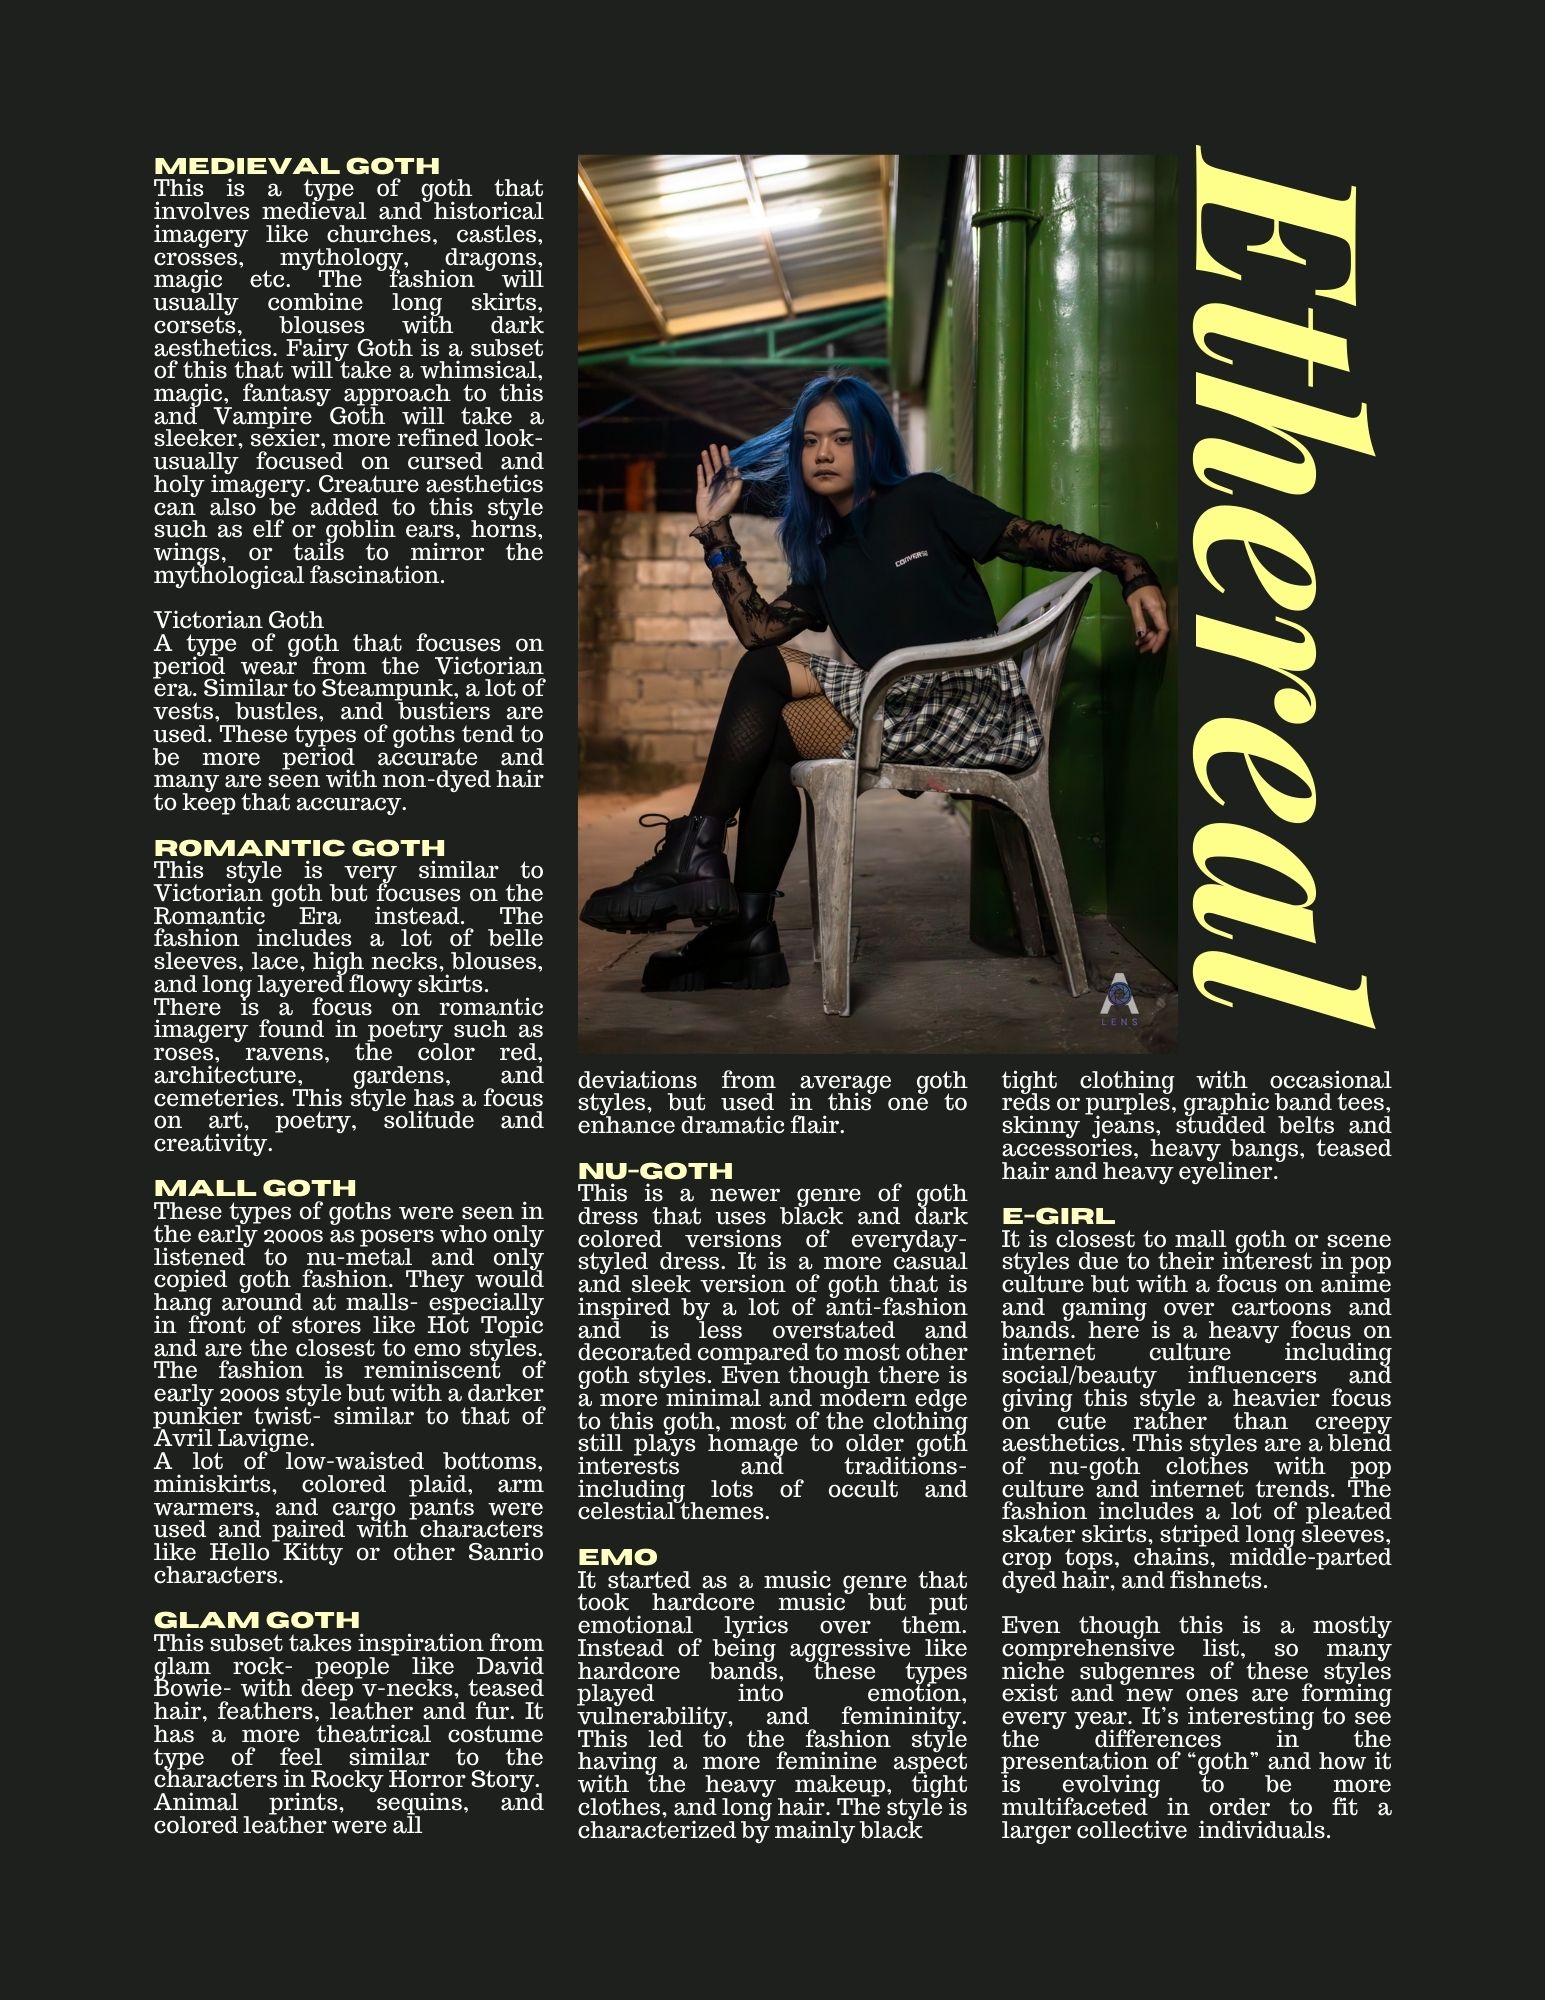 MEDIEVAL GOTH
This is a type of goth that
involves medieval and historical
imagery like churches, castles,
crosses, mythology, dragons,
magic etc. The fashion will
usually combine long skirts,
corsets, blouses with dark
aesthetics. Fairy Goth is a subset
of this that will take a whimsical,
magic, fantasy approach to this
and Vampire Goth will take a
sleeker, sexier, more refined look-
usually focused on cursed and
holy imagery. Creature aesthetics
can also be added to this style
such as elf or goblin ears, horns,
wings, or tails to mirror the
mythological fascination.
Victorian Goth
A type of goth that focuses on
period wear from the Victorian
era. Similar to Steampunk, a lot of
vests, bustles, and bustiers are
used. These types of goths tend to
be more period accurate and
many are seen with non-dyed hair
to keep that accuracy.
ROMANTIC GOTH
This style is very similar to
Victorian goth but focuses on the
Romantic Era instead. The
fashion includes a lot of belle
sleeves, lace, high necks, blouses,
and long layered flowy skirts.
There is a focus on romantic
imagery found in poetry such as
roses, ravens, the color red,
architecture, gardens, and
cemeteries. This style has a focus
on art, poetry, solitude and
creativity.
MALL GOTH
These types of goths were seen in
the early 2000s as posers who only
listened to nu-metal and only
copied goth fashion. They would
hang around at malls- especially
in front of stores like Hot Topic
and are the closest to emo styles.
The fashion is reminiscent of
early 2000s style but with a darker
punkier twist- similar to that of
Avril Lavigne.
A lot of low-waisted bottoms,
miniskirts, colored plaid, arm
warmers, and cargo pants were
used and paired with characters
like Hello Kitty or other Sanrio
characters.
GLAM GOTH
This subset takes inspiration from
glam rock- people like David
Bowie- with deep v-necks, teased
hair, feathers, leather and fur. It
has a more theatrical costume
type of feel similar to the
characters in Rocky Horror Story.
Animal prints, sequins, and
colored leather were all
CONVERSE
A
LENS
Ethereal
deviations from average goth
styles, but used in this one to
enhance dramatic flair.
NU-GOTH
This is a newer genre of goth
dress that uses black and dark
colored versions of everyday-
styled dress. It is a more casual
and sleek version of goth that is
inspired by a lot of anti-fashion
and is less overstated and
decorated compared to most other
goth styles. Even though there is
a more minimal and modern edge
to this goth, most of the clothing
still plays homage to older goth
interests and traditions-
including lots of occult and
celestial themes.
EMO
It started as a music genre that
took hardcore music but put
emotional lyrics over them.
Instead of being aggressive like
hardcore bands, these types
played into emotion,
vulnerability, and femininity.
This led to the fashion style
having a more feminine aspect
with the heavy makeup, tight
clothes, and long hair. The style is
characterized by mainly black
tight clothing with occasional
reds or purples, graphic band tees,
skinny jeans, studded belts and
accessories, heavy bangs, teased
hair and heavy eyeliner.
E-GIRL
It is closest to mall goth or scene
styles due to their interest in pop
culture but with a focus on anime
and gaming over cartoons and
bands. here is a heavy focus on
internet culture including
social/beauty influencers and
giving this style a heavier focus
on cute rather than creepy
aesthetics. This styles are a blend
of nu-goth clothes with pop
culture and internet trends. The
fashion includes a lot of pleated
skater skirts, striped long sleeves,
crop tops, chains, middle-parted
dyed hair, and fishnets.
Even though this is a mostly
comprehensive list, so many
niche subgenres of these styles
exist and new ones are forming
every year. It’s interesting to see
the differences in the
presentation of “goth” and how it
is evolving to be more
multifaceted in order to fit a
larger collective individuals.